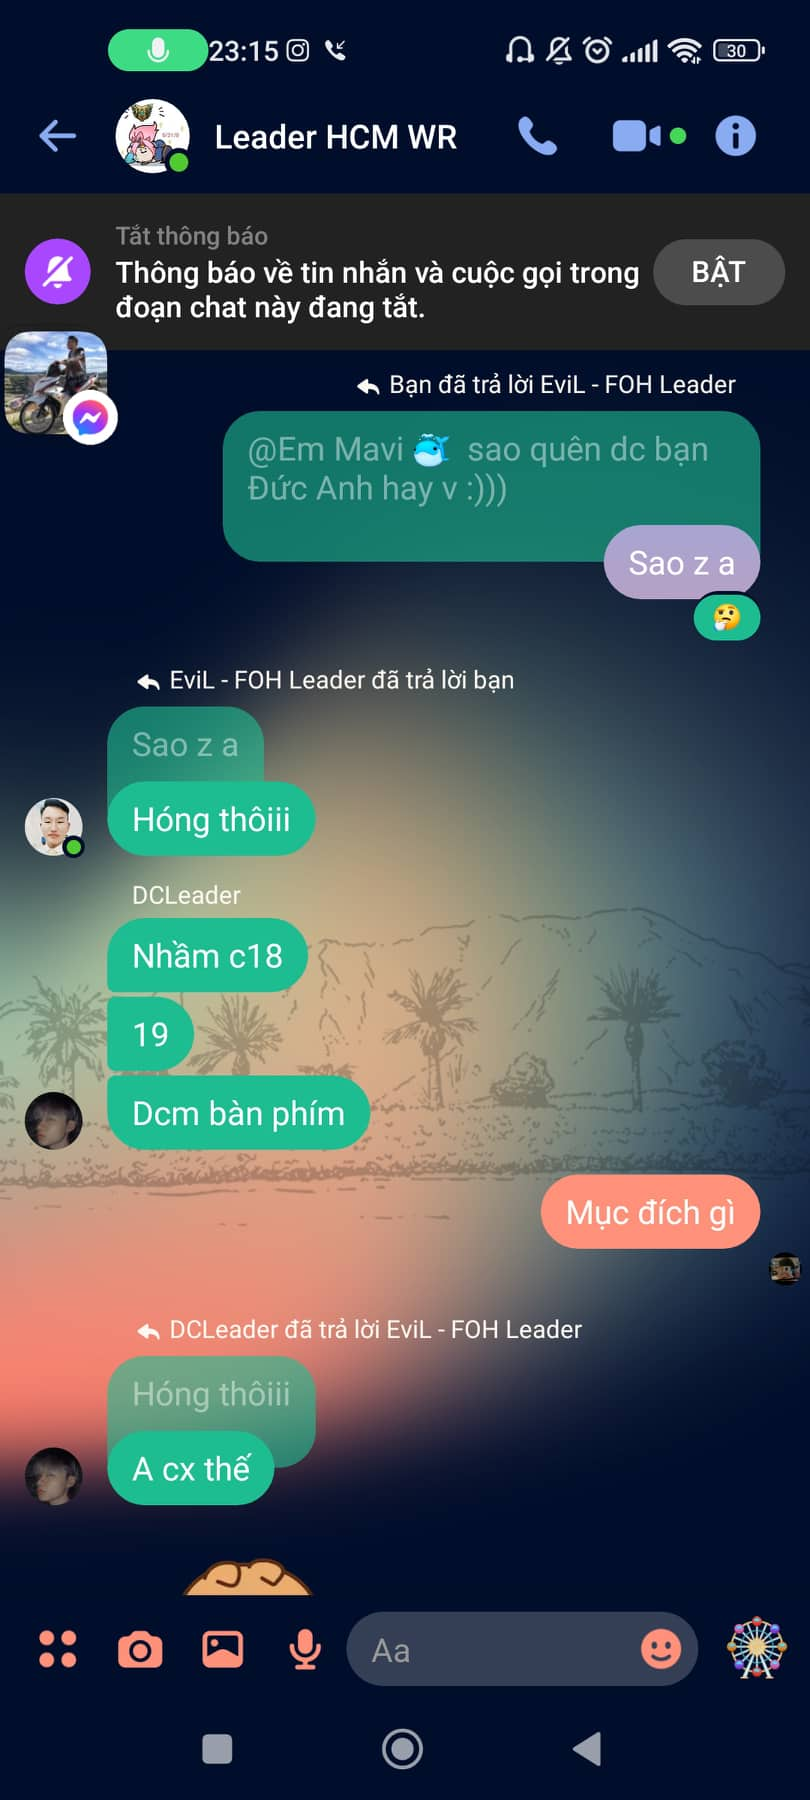 23:15
30
Leader HCM WR
Tắt thông báo
Thông báo về tin nhắn và cuộc gọi trong
đoạn chat này đang tắt.
BẬT
Bạn đã trả lời EviL - FOH Leader
@Em Mavi 🐳 sao quên dc bạn
Đức Anh hay v :)))
Sao z a
EviL - FOH Leader đã trả lời bạn
Sao z a
Hóng thôiii
DCLeader
Nhầm c18
19
Dcm bàn phím
Mục đích gì
DCLeader đã trả lời EviL - FOH Leader
Hóng thôiii
A cx thế
Aa